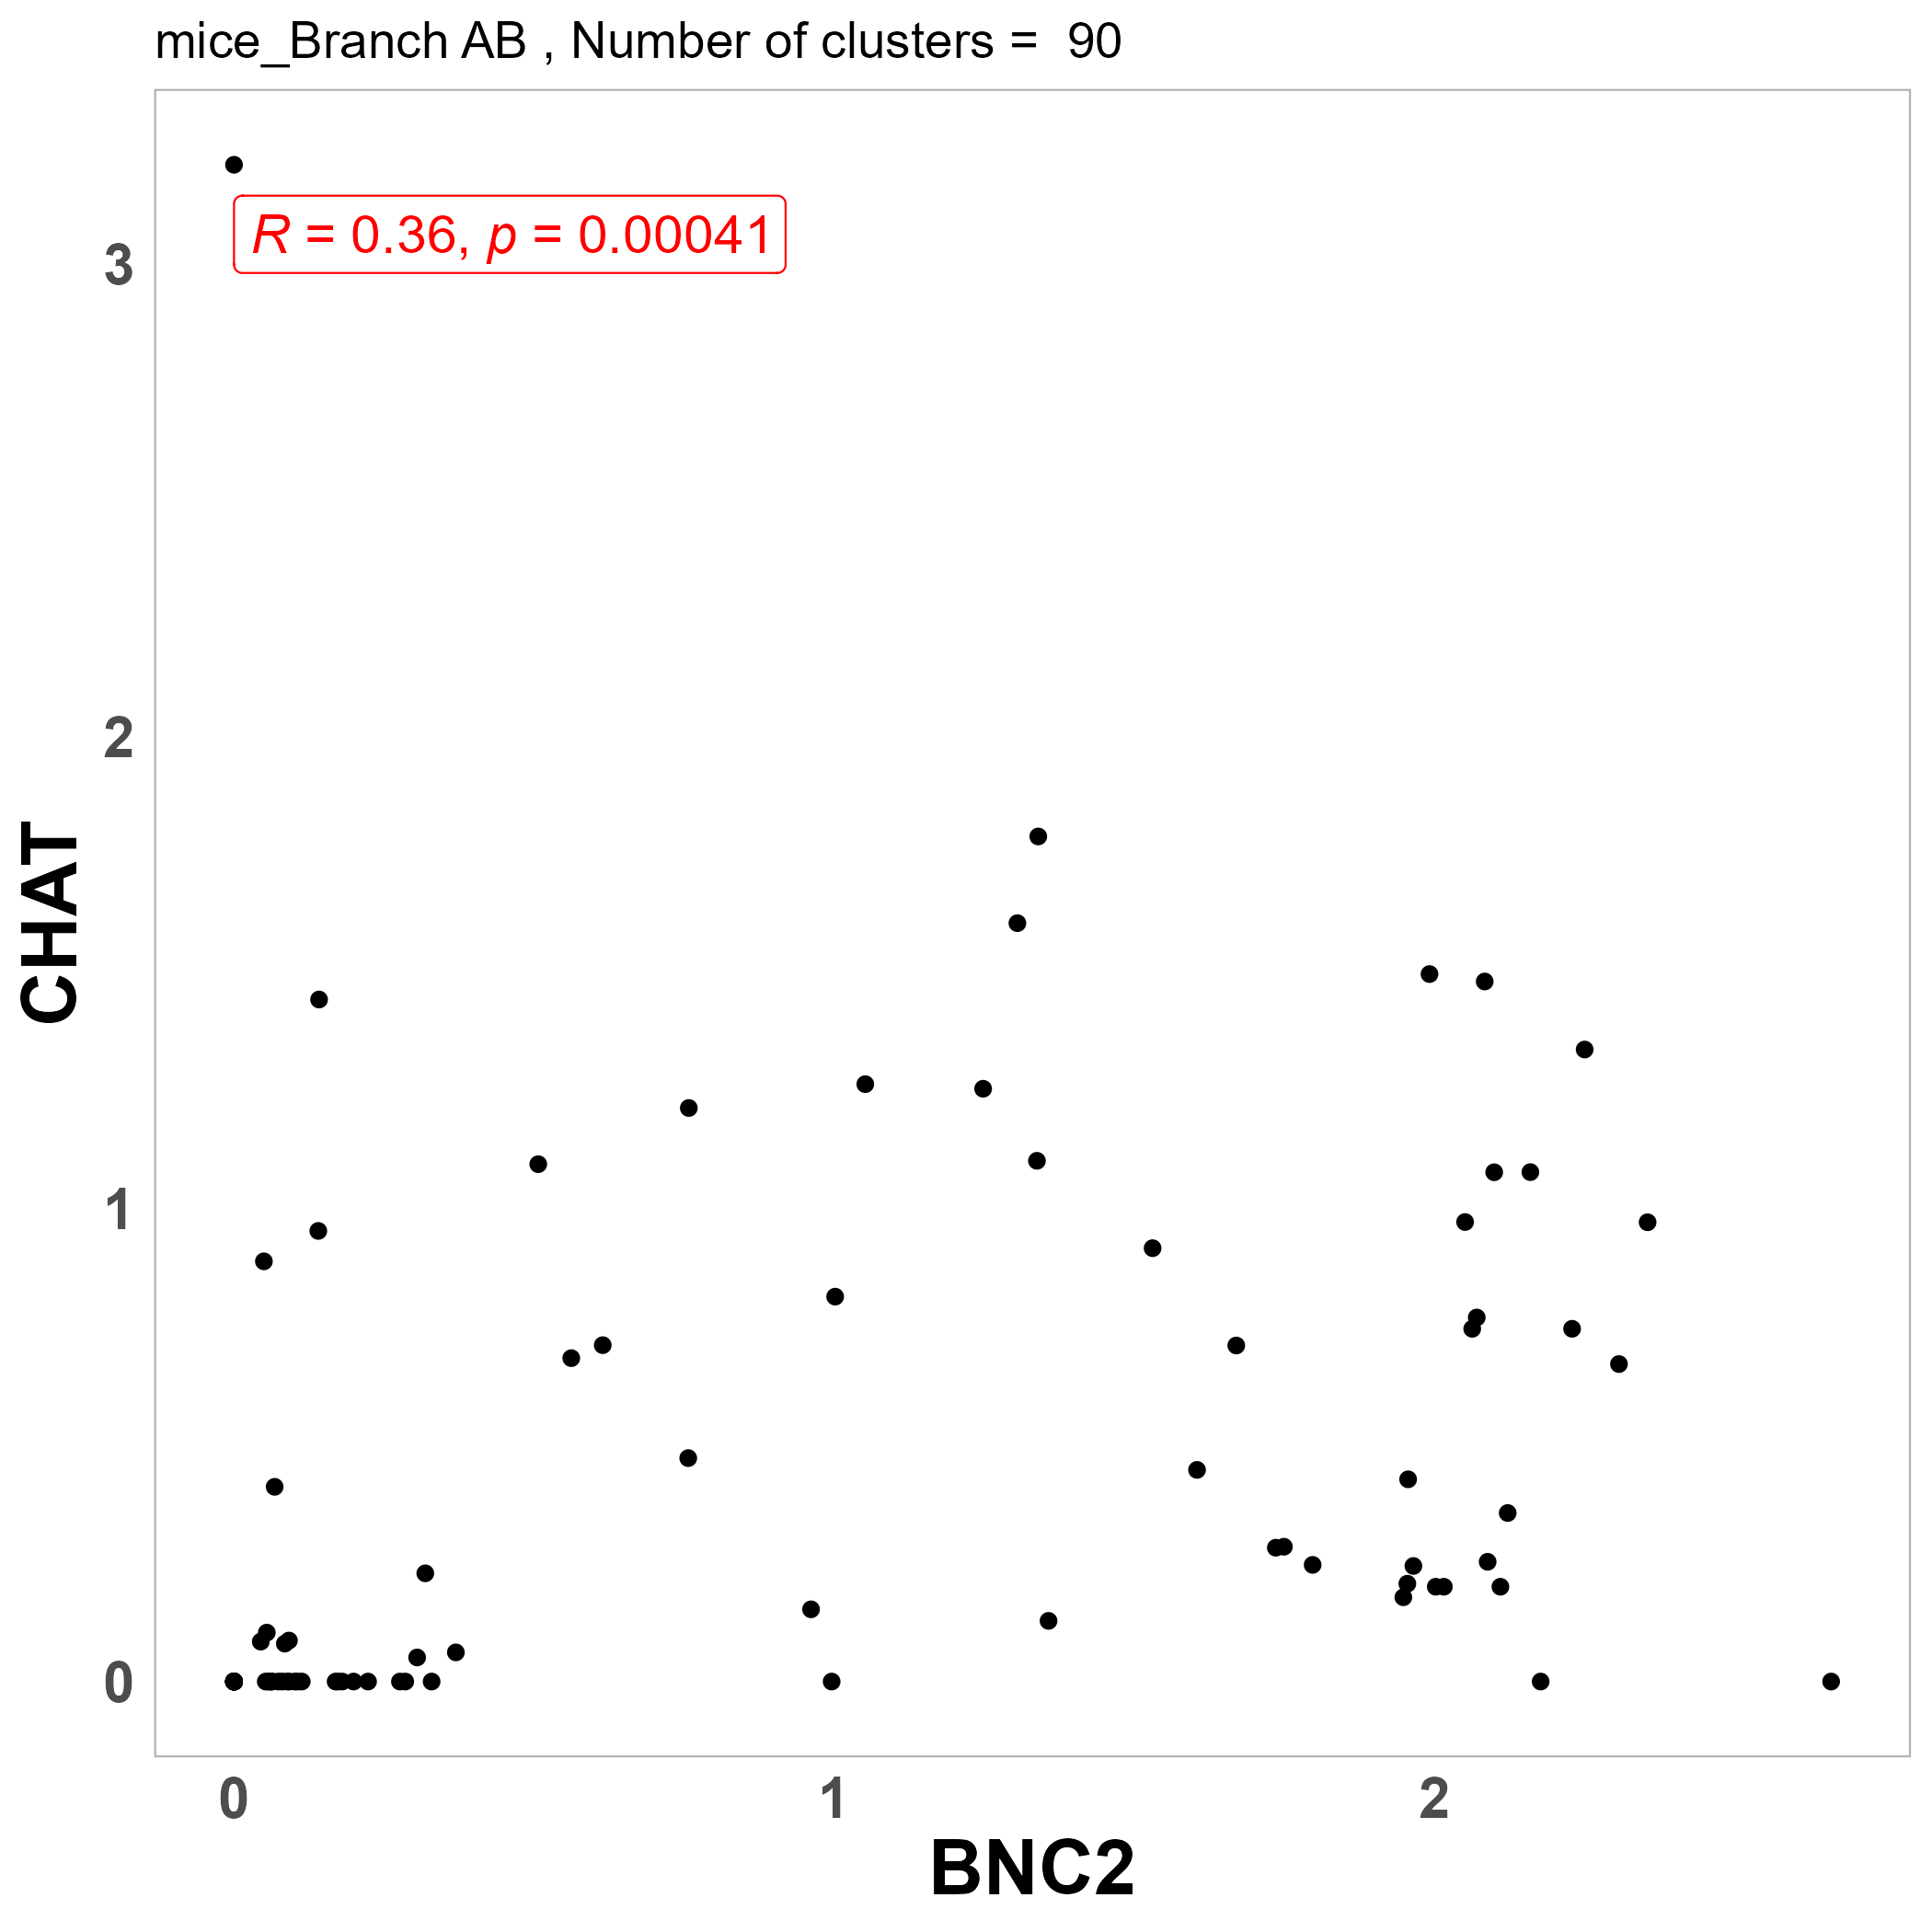 mice_Branch AB , Number of clusters =  90
R = 0.36, p = 0.00041
3
2
1
0
CHAT
0 1 2
BNC2